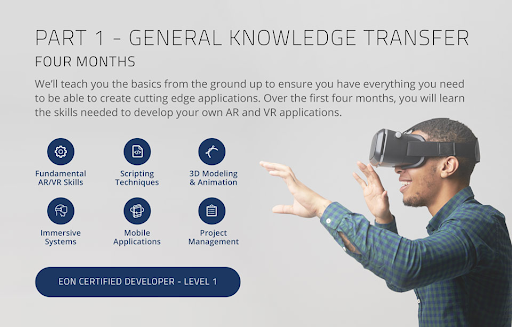 PART 1 - GENERAL KNOWLEDGE TRANSFER
FOUR MONTHS
We'll teach you the basics from the ground up to ensure you have everything you need
to be able to create cutting edge applications. Over the first four months, you will learn
the skills needed to develop your own AR and VR applications.
Fundamental
AR/VR Skills
Scripting
Techniques
3D Modeling
& Animation
Immersive
Systems
Mobile
Applications
Project
Management
EON CERTIFIED DEVELOPER - LEVEL 1